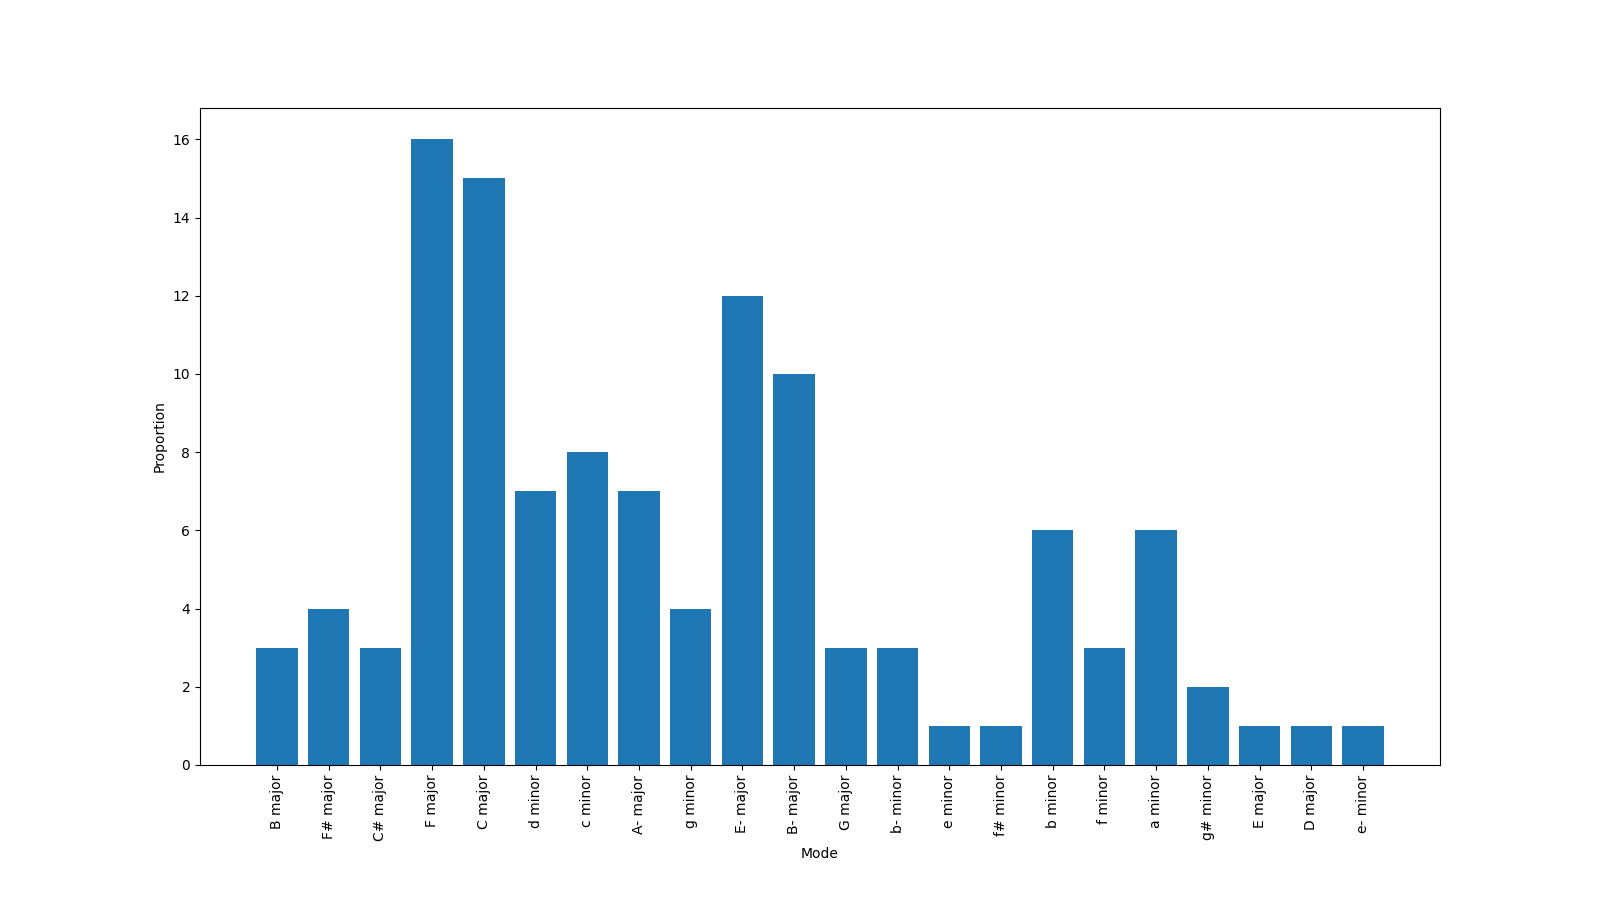 16
14
12
10
8
6
4
2
0
Proportion
B major
F# major
C# major
F major
C major
d minor
c minor
A- major
g minor
E- major
B- major
G major
b- minor
e minor
f# minor
b minor
f minor
a minor
g# minor
E major
D major
e- minor
Mode